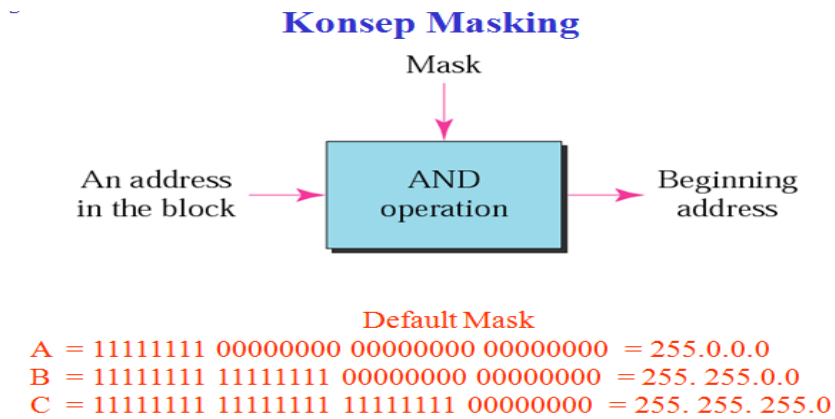 Konsep Masking
Mask
An address
in the block
AND
operation
Beginning
address
Default Mask
A = 11111111 00000000 00000000 00000000 = 255.0.0.0
B = 11111111 11111111 00000000 00000000 = 255. 255.0.0
C = 11111111 11111111 11111111 00000000 = 255. 255. 255.0